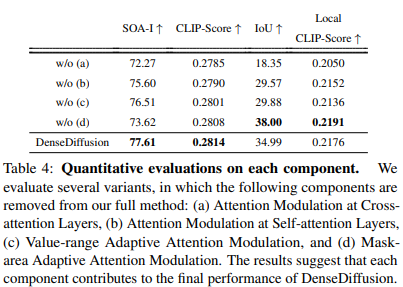 Local
SOA-I ↑ CLIP-Score ↑ IoU ↑
CLIP-Score ↑
w/o (a) 72.27 0.2785 18.35 0.2050
w/o (b) 75.60 0.2790 29.57 0.2152
w/o (c) 76.51 0.2801 29.88 0.2136
w/o (d) 73.62 0.2808 38.00 0.2191
DenseDiffusion 77.61 0.2814 34.99 0.2176
Table 4: Quantitative evaluations on each component. We
evaluate several variants, in which the following components are
removed from our full method: (a) Attention Modulation at Cross-
attention Layers, (b) Attention Modulation at Self-attention Layers,
(c) Value-range Adaptive Attention Modulation, and (d) Mask-
area Adaptive Attention Modulation. The results suggest that each
component contributes to the final performance of DenseDiffusion.